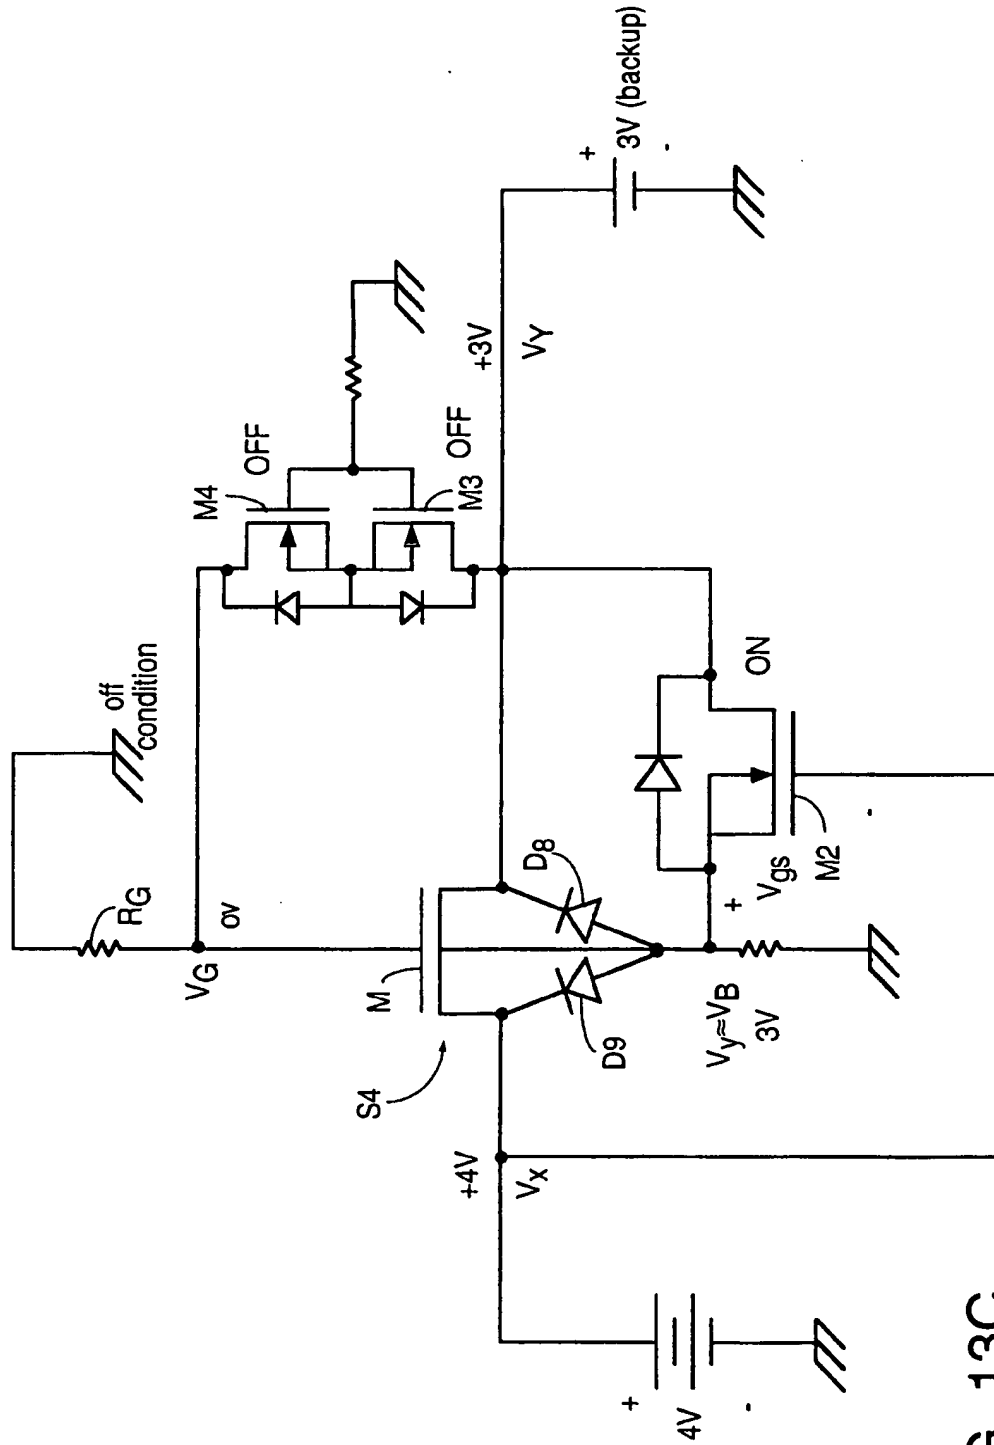 off
condition
RG
VG
0V
M4
OFF
M3
OFF
3V (backup)
+
+3V
VY
M
S4
D8
D9
+4V
VX
ON
+
Vgs
M2
Vy≈VB
3V
+
4V
13C